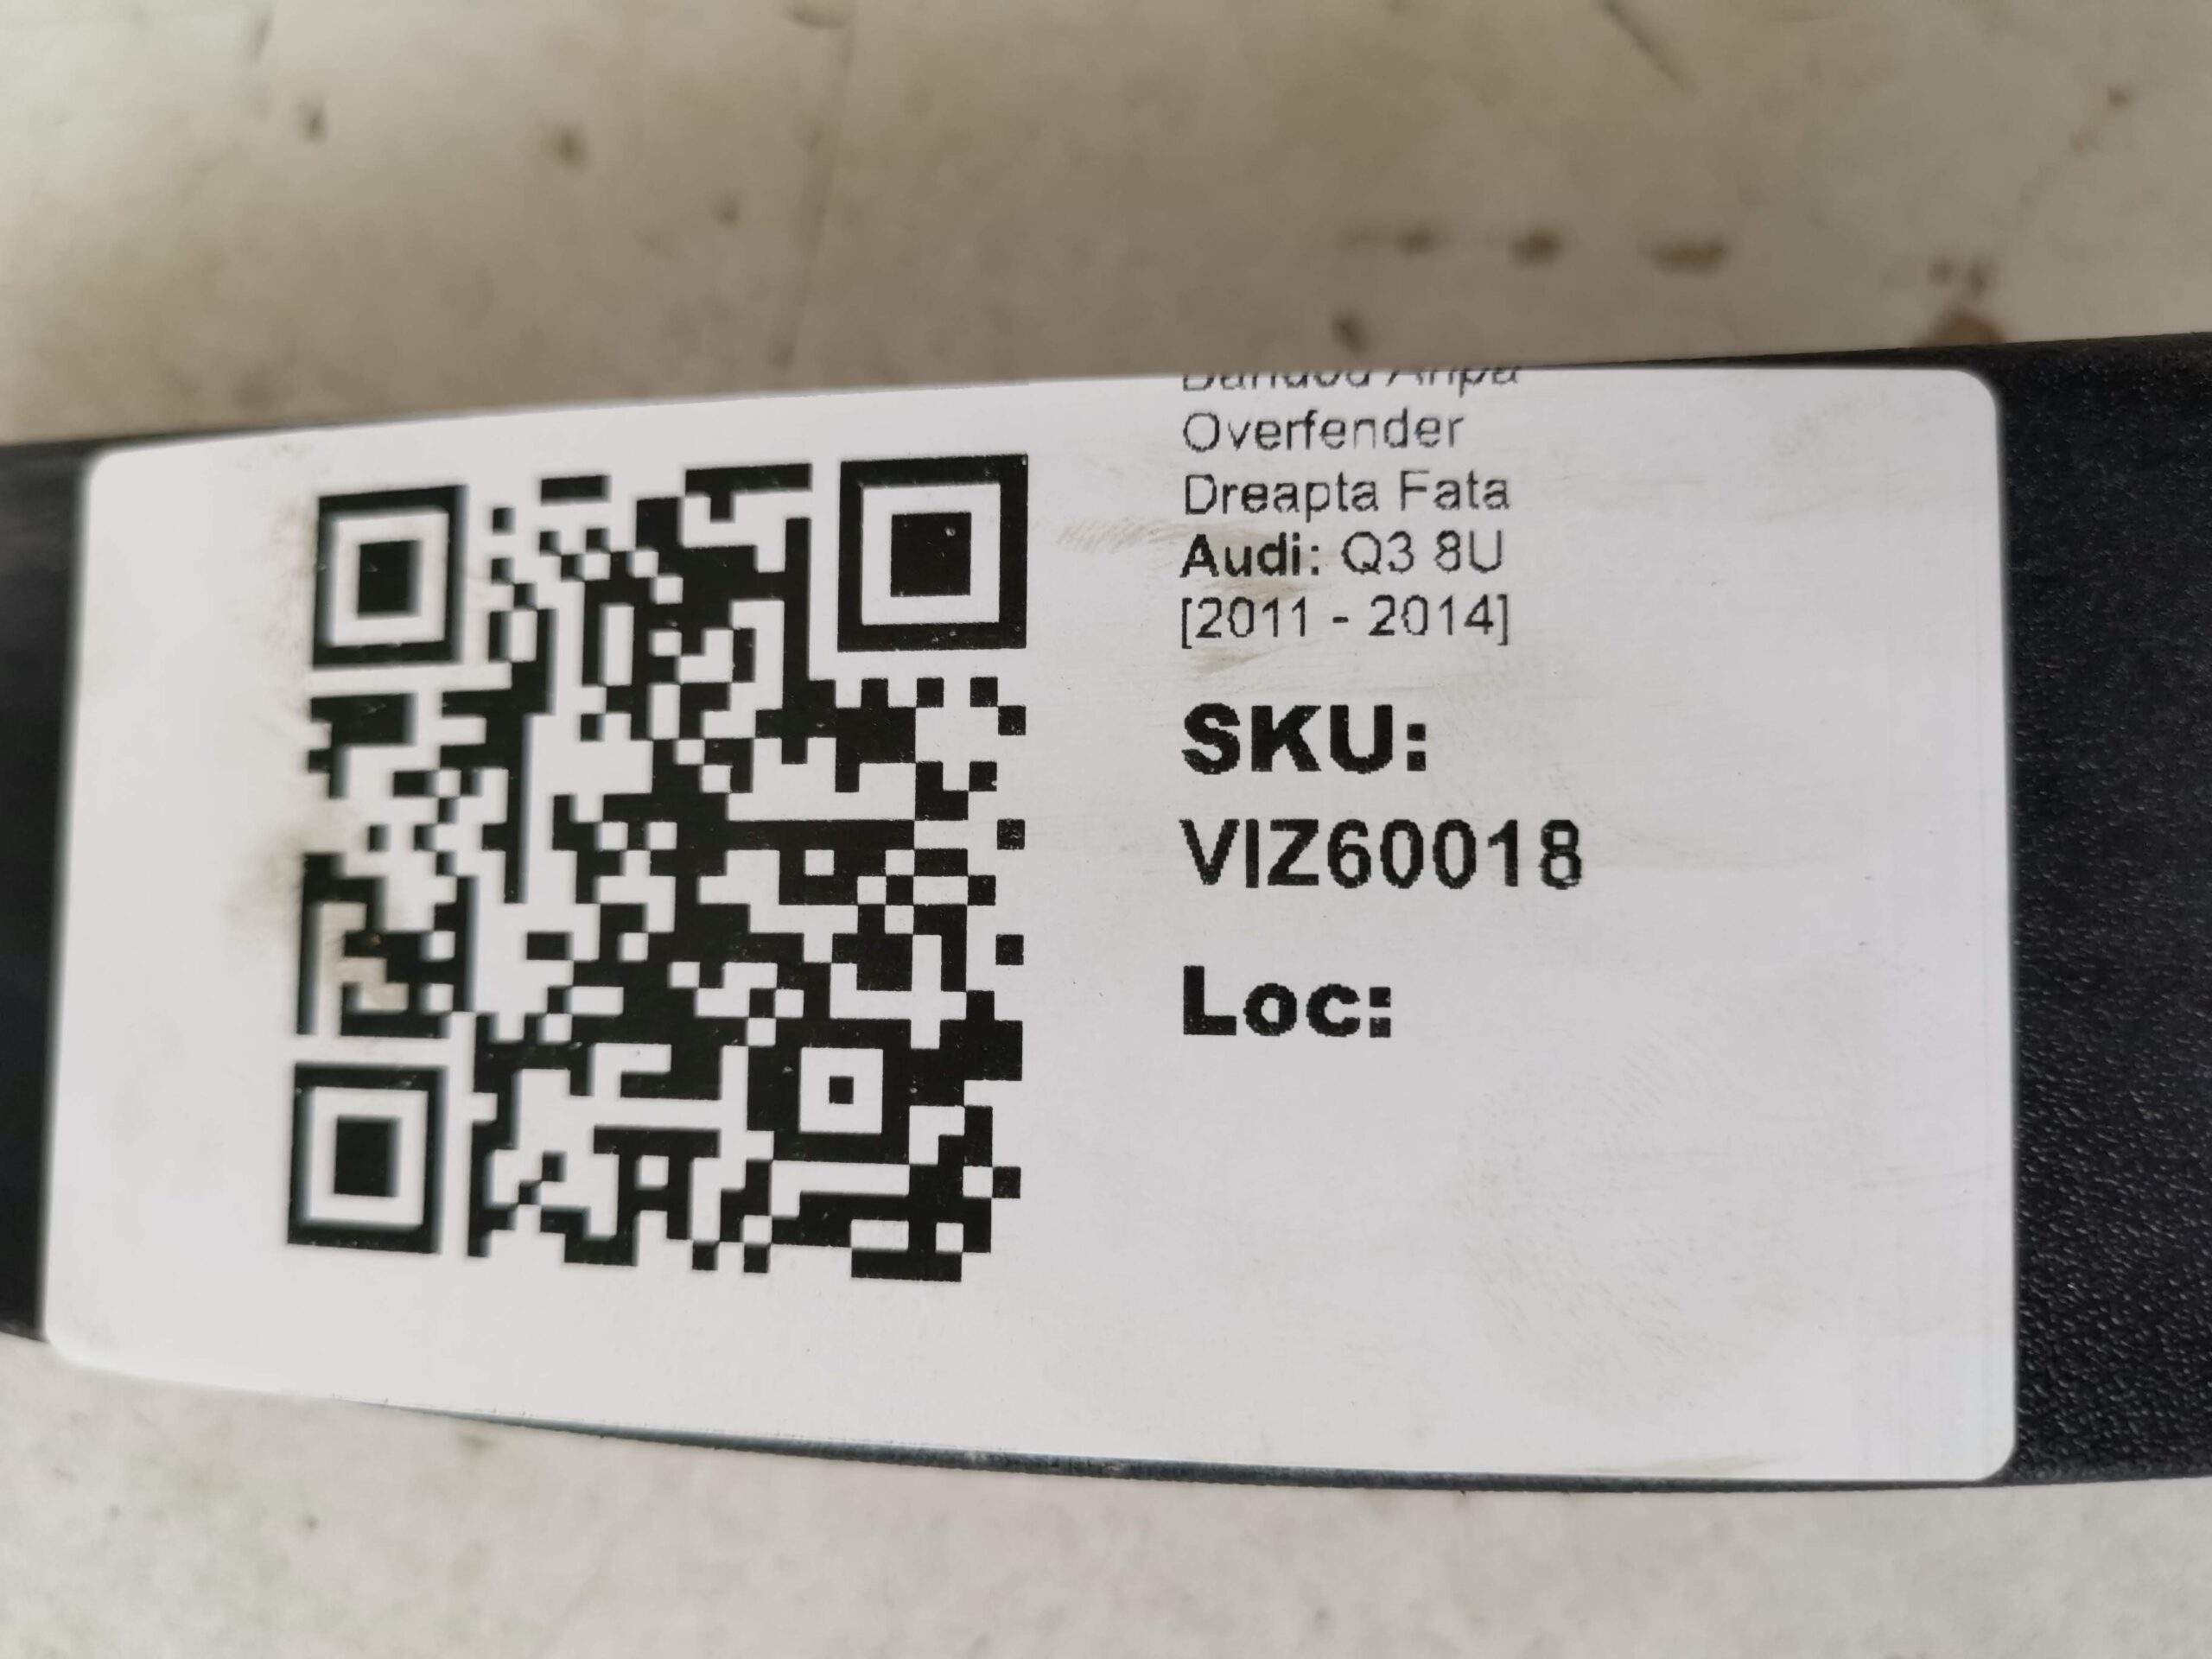 Overfender
Dreapta Fata
Audi: Q3 8U
[2011 - 2014]
SKU:
VIZ60018
Loc: